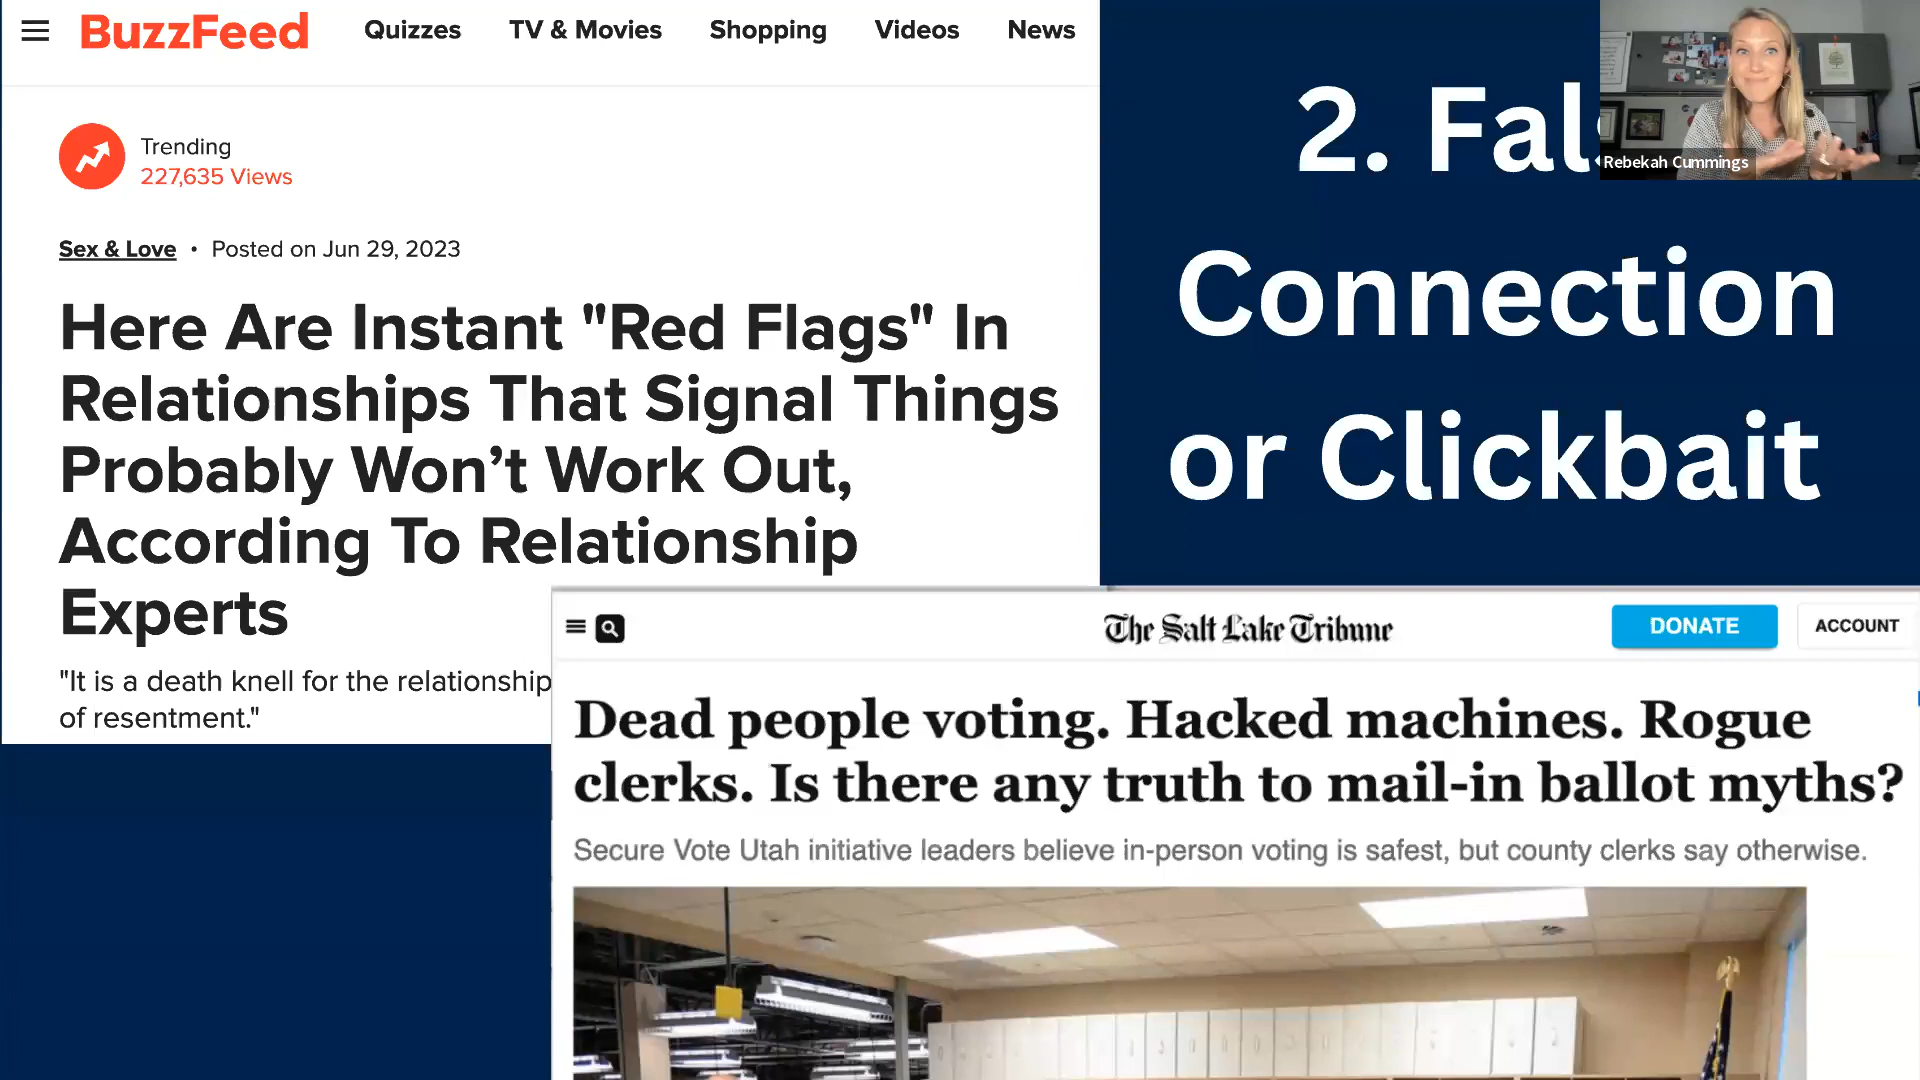 BuzzFeed
Quizzes TV & Movies Shopping Videos News
Trending
227,635 Views
Sex & Love • Posted on Jun 29, 2023
Here Are Instant "Red Flags" In
Relationships That Signal Things
Probably Won’t Work Out,
According To Relationship
Experts
"It is a death knell for the relationship
of resentment."
2. Fals
Connection
or Clickbait
Rebekah Cummings
The Salt Lake Tribune
DONATE
ACCOUNT
Dead people voting. Hacked machines. Rogue
clerks. Is there any truth to mail-in ballot myths?
Secure Vote Utah initiative leaders believe in-person voting is safest, but county clerks say otherwise.